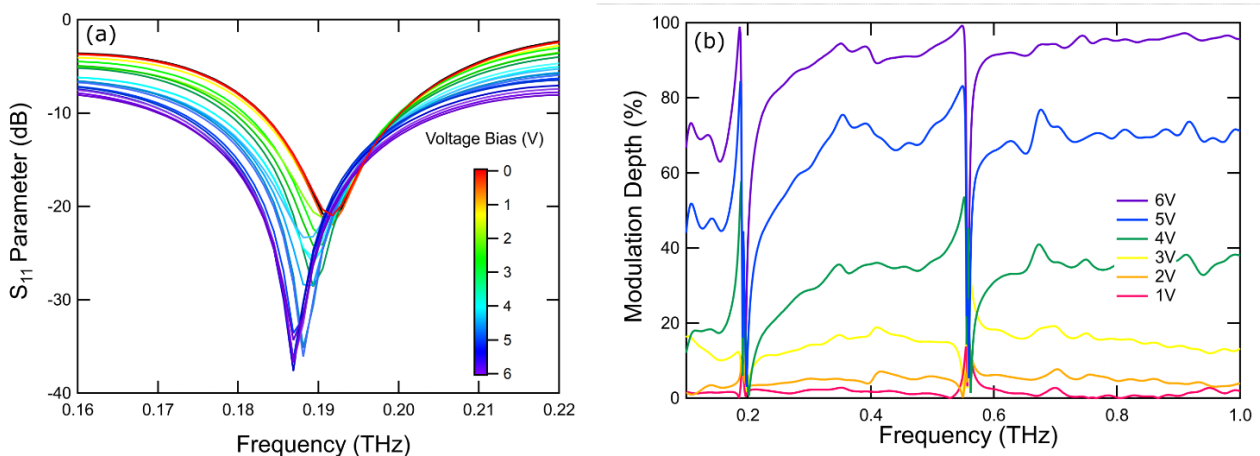 (a)
0
-10
-20
-30
-40
S11 Parameter (dB)
0.16
0.17
0.18
0.19
0.20
0.21
0.22
Frequency (THz)
Voltage Bias (V)
0
1
2
3
4
5
6
(b)
100
80
60
40
20
0
Modulation Depth (%)
0.2
0.4
0.6
0.8
1.0
Frequency (THz)
6V
5V
4V
3V
2V
1V